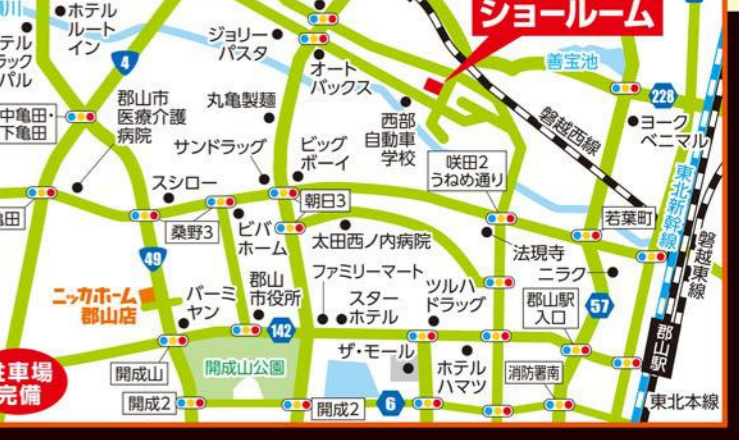 ホテル
ルート
イン
4
ジョリー
パスタ
オート
バックス
ショールーム
善宝池
228
ヨーク
ベニマル
中亀田・
下亀田
郡山市
医療介護
病院
丸亀製麺
西部
自動車
学校
磐越西線
サンドラッグ
ビッグ
ボーイ
咲田2
うねめ通り
東北新幹線
スシロー
朝日3
若葉町
桑野3
ビバ
ホーム
太田西ノ内病院
法現寺
磐越東線
49
ニッカホーム
郡山店
バーミ
ヤン
郡山
市役所
ファミリーマート
スター
ホテル
ツルハ
ドラッグ
ニラク
郡山駅
入口
57
142
ザ・モール
郡山駅
開成山
開成山公園
ホテル
ハマツ
消防署南
開成2
開成2
6
東北本線
車場
完備